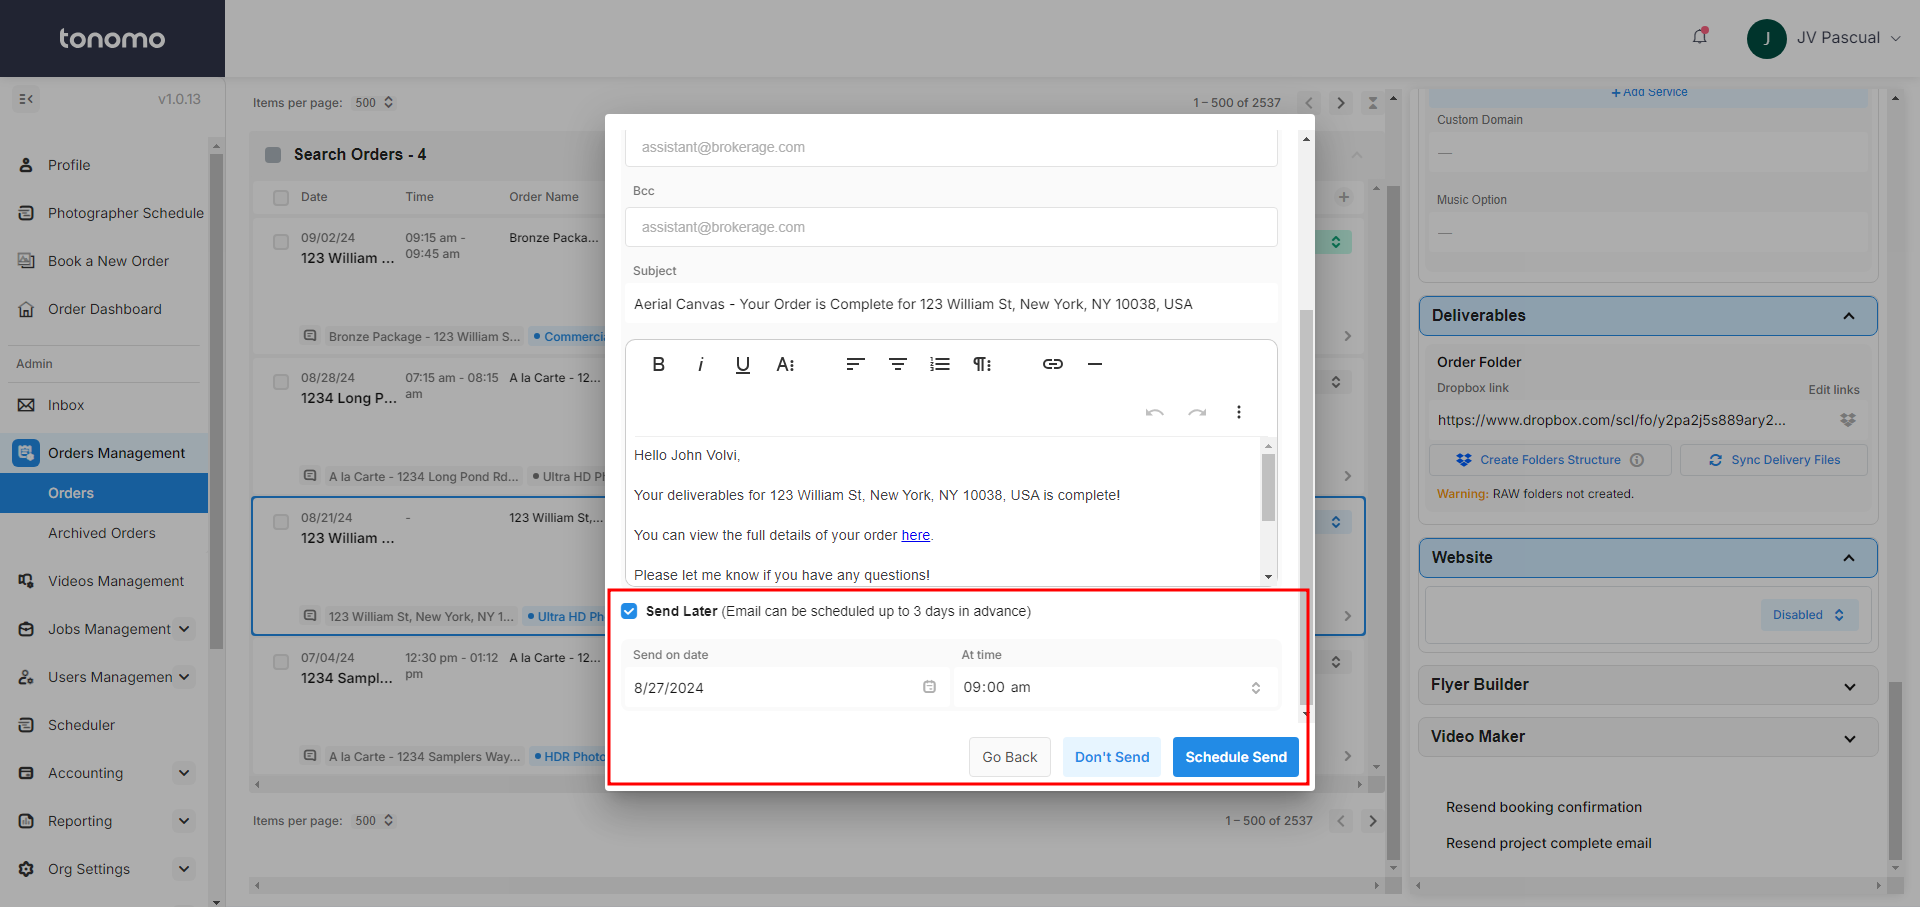 tonomo
J
JV Pascual
v1.0.13
Profile
Photographer Schedule
Book a New Order
Order Dashboard
Admin
Inbox
Orders Management
Orders
Archived Orders
Videos Management
Jobs Management
Users Managemen
Scheduler
Accounting
Reporting
Org Settings
Items per page: 500
1 – 500 of 2537
Search Orders - 4
Date Time Order Name
09/02/24 09:15 am - 09:45 am Bronze Packa...
123 William ...
Bronze Package - 123 William S... Commerci
08/28/24 07:15 am - 08:15 am A la Carte - 12...
1234 Long P...
A la Carte - 1234 Long Pond Rd... Ultra HD P
08/21/24 - 123 William St,...
123 William ...
123 William St, New York, NY 1... Ultra HD Ph
07/04/24 12:30 pm - 01:12 pm A la Carte - 12...
1234 Sampl...
A la Carte - 1234 Samplers Way... HDR Photo
Items per page: 500
1 – 500 of 2537
assistant@brokerage.com
Bcc
assistant@brokerage.com
Subject
Aerial Canvas - Your Order is Complete for 123 William St, New York, NY 10038, USA
B i U A
Hello John Volvi,
Your deliverables for 123 William St, New York, NY 10038, USA is complete!
You can view the full details of your order here.
Please let me know if you have any questions!
Send Later (Email can be scheduled up to 3 days in advance)
Send on date At time
8/27/2024 09:00 am
Go Back Don't Send Schedule Send
+ Add Service
Custom Domain
—
Music Option
—
Deliverables
Order Folder
Dropbox link Edit links
https://www.dropbox.com/scl/fo/y2pa2j5s889ary2...
Create Folders Structure Sync Delivery Files
Warning: RAW folders not created.
Website
Disabled
Flyer Builder
Video Maker
Resend booking confirmation
Resend project complete email